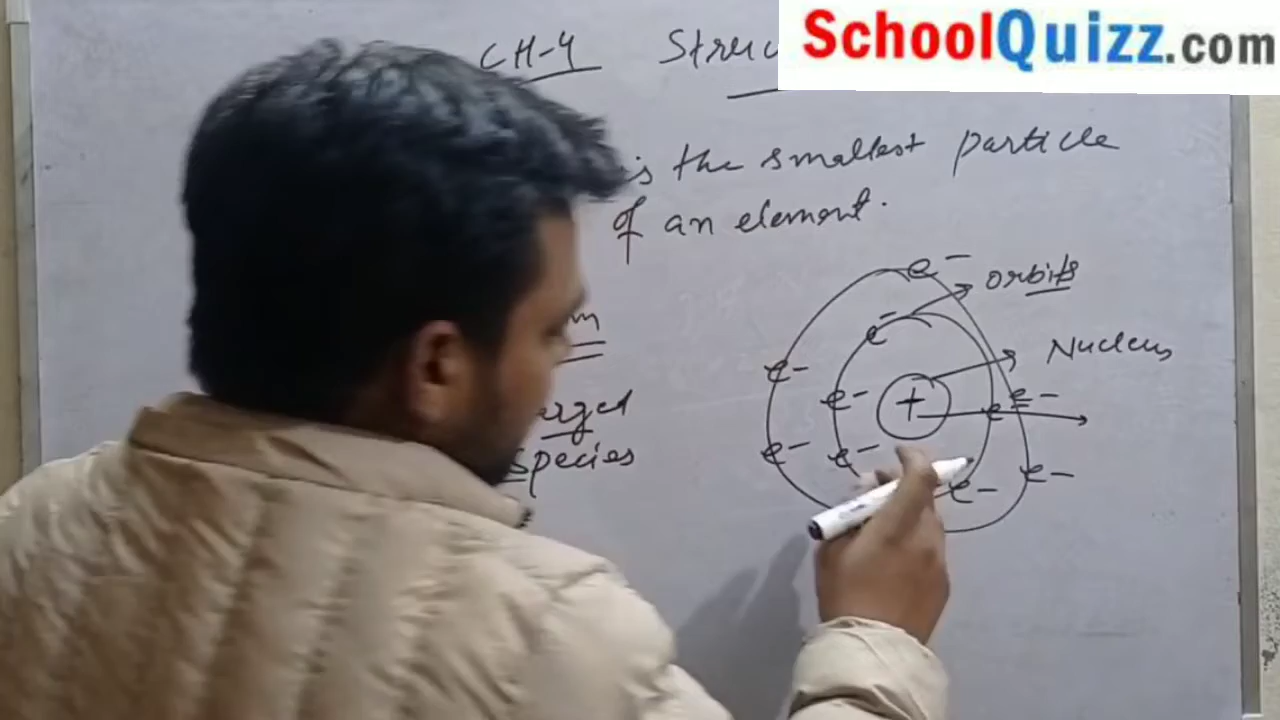 SchoolQuizz.com
CH-4
is the smallest particle
of an element.
e-
orbits
e-
Nucleus
e-
e-
+
e-
e-
e-
e-
species
e-
e-